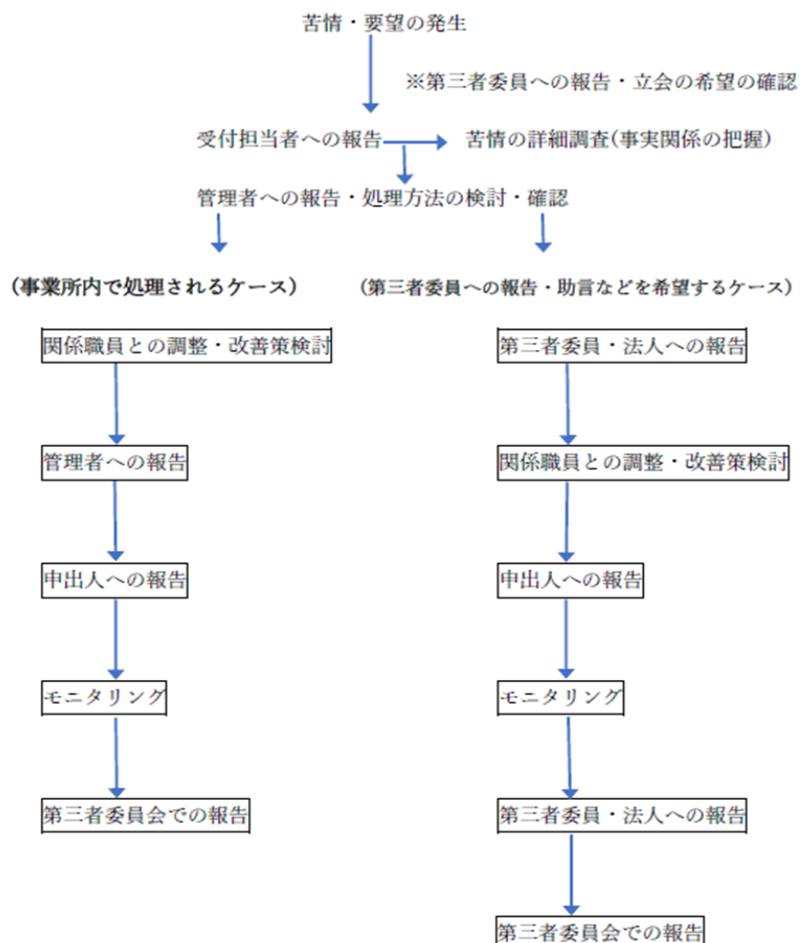 苦情・要望の発生
※第三者委員への報告・立会の希望の確認
受付担当者への報告
苦情の詳細調査(事実関係の把握)
管理者への報告・処理方法の検討・確認
(事業所内で処理されるケース)
(第三者委員への報告・助言などを希望するケース)
関係職員との調整・改善策検討
管理者への報告
申出人への報告
モニタリング
第三者委員会での報告
第三者委員・法人への報告
関係職員との調整・改善策検討
申出人への報告
モニタリング
第三者委員・法人への報告
第三者委員会での報告